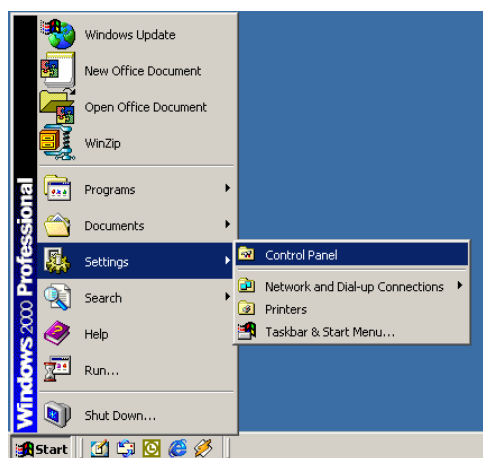 Windows Update
New Office Document
Open Office Document
WinZip
Programs
Documents
Settings
Search
Help
Run...
Shut Down...
Control Panel
Network and Dial-up Connections
Printers
Taskbar & Start Menu...
Windows 2000 Professional
Start